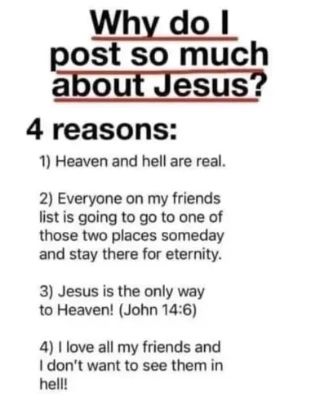 Why do I
post so much
about Jesus?
4 reasons:
1) Heaven and hell are real.
2) Everyone on my friends
list is going to go to one of
those two places someday
and stay there for eternity.
3) Jesus is the only way
to Heaven! (John 14:6)
4) I love all my friends and
I don't want to see them in
hell!